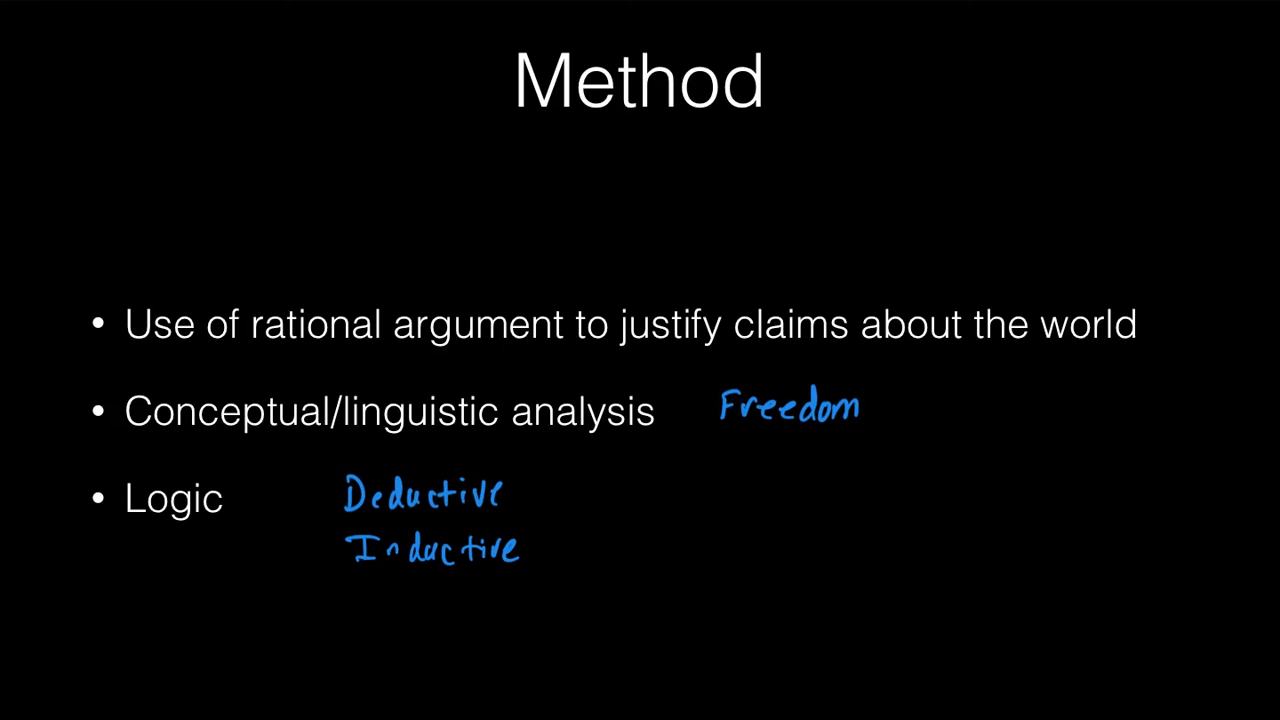 Method
• Use of rational argument to justify claims about the world
• Conceptual/linguistic analysis Freedom
• Logic Deductive
Inductive